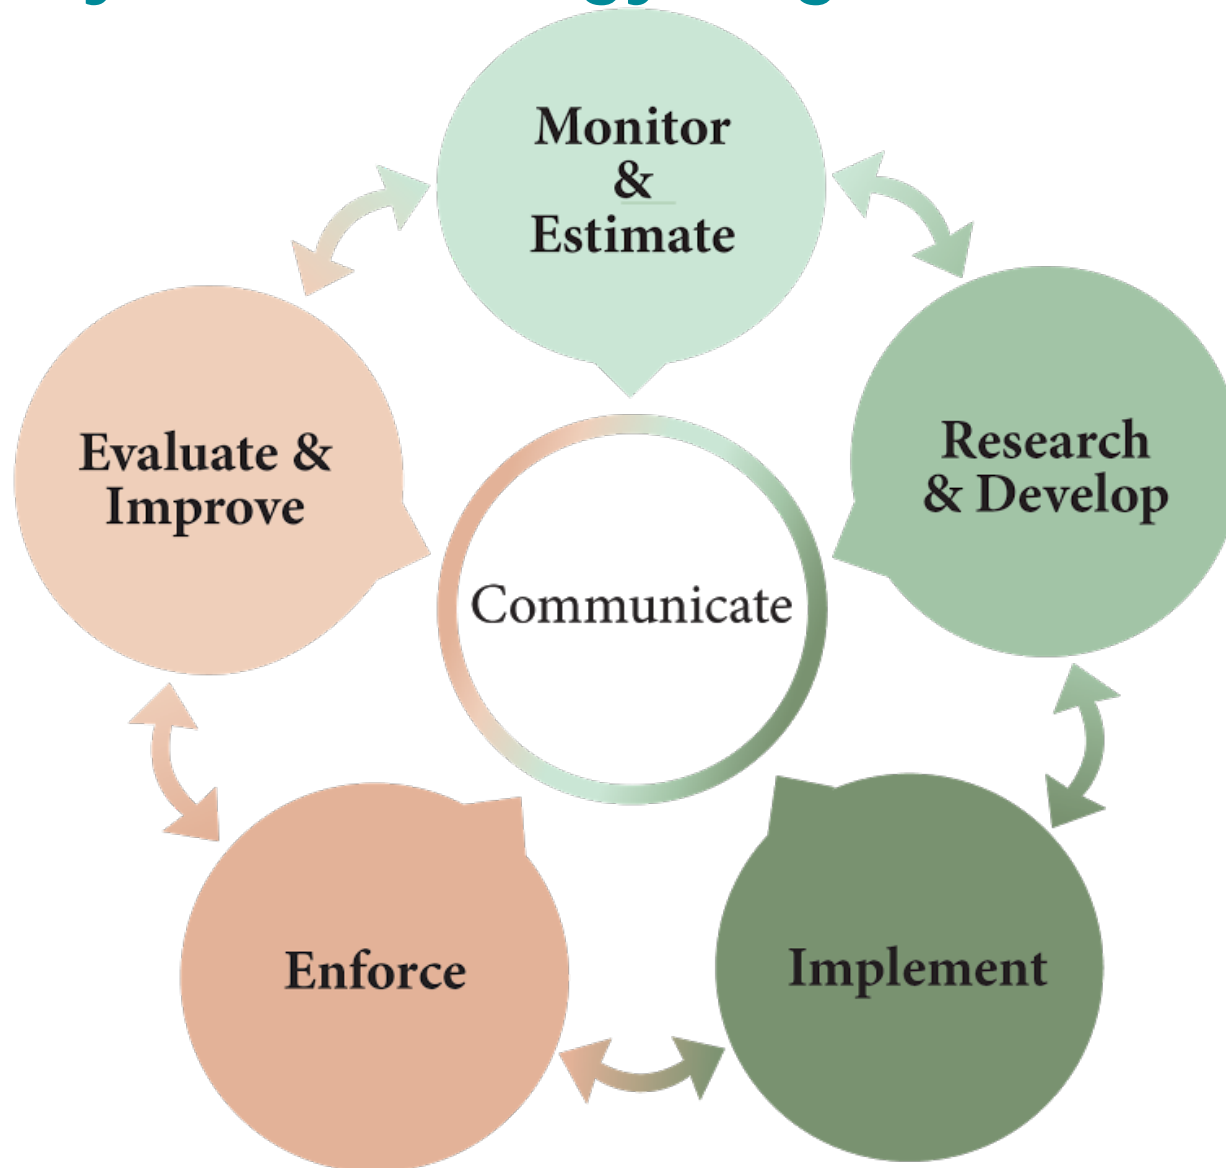 Monitor
&
Estimate
Research
& Develop
Implement
Enforce
Evaluate &
Improve
Communicate